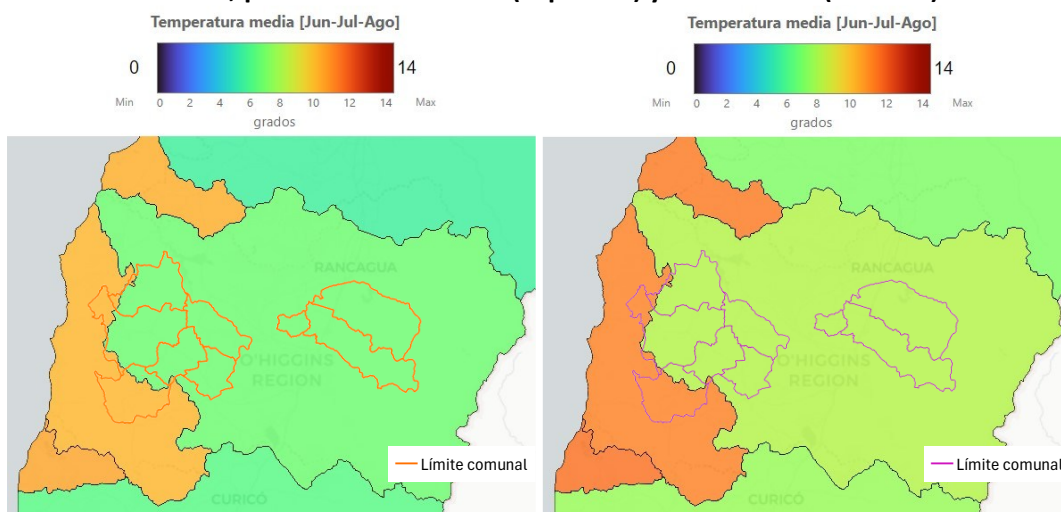 Temperatura media [Jun-Jul-Ago]
0
14
Min 0 2 4 6 8 10 12 14 Max
grados
RANCAGUA
O'HIGGINS
REGION
CURICÓ
Límite comunal
Temperatura media [Jun-Jul-Ago]
0
14
Min 0 2 4 6 8 10 12 14 Max
grados
RANCAGUA
O'HIGGINS
REGION
CURICÓ
Límite comunal